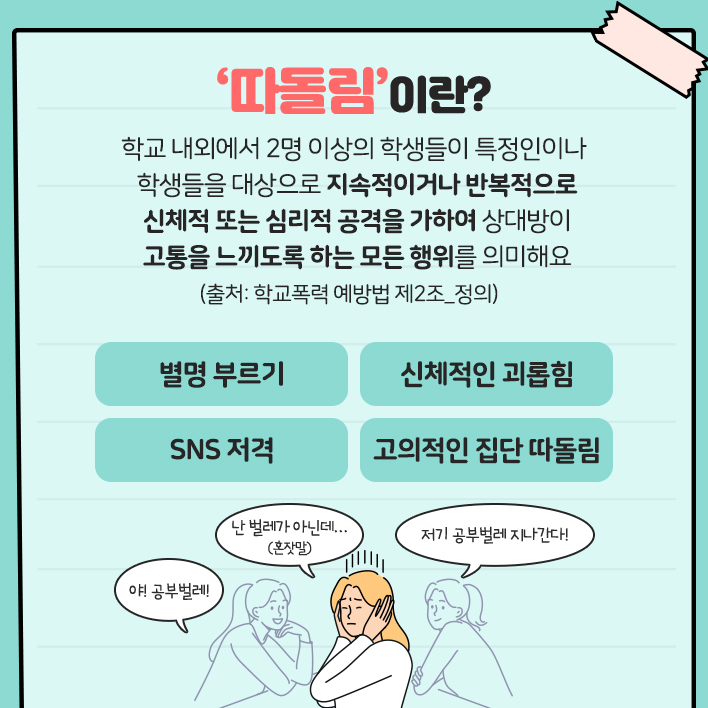 ‘따돌림’이란?
학교 내외에서 2명 이상의 학생들이 특정인이나
학생들을 대상으로 지속적이거나 반복적으로
신체적 또는 심리적 공격을 가하여 상대방이
고통을 느끼도록 하는 모든 행위를 의미해요
(출처: 학교폭력 예방법 제2조_정의)
별명 부르기
신체적인 괴롭힘
SNS 저격
고의적인 집단 따돌림
난 벌레가 아닌데...
(혼잣말)
저기 공부벌레 지나간다!
야! 공부벌레!